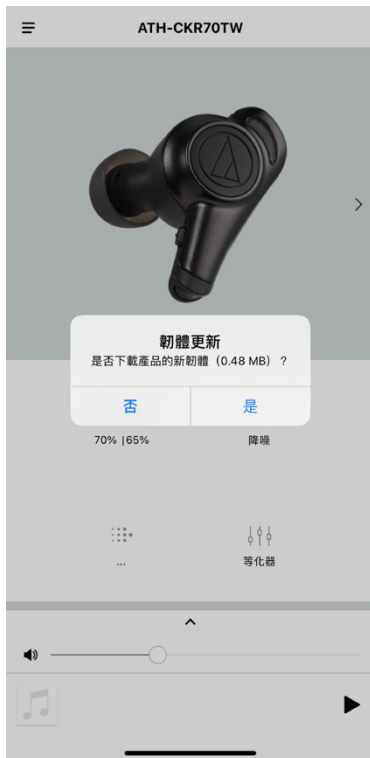 ATH-CKR70TW
韌體更新
是否下載產品的新韌體（0.48 MB）？
否
是
70% |65%
降噪
...
等化器